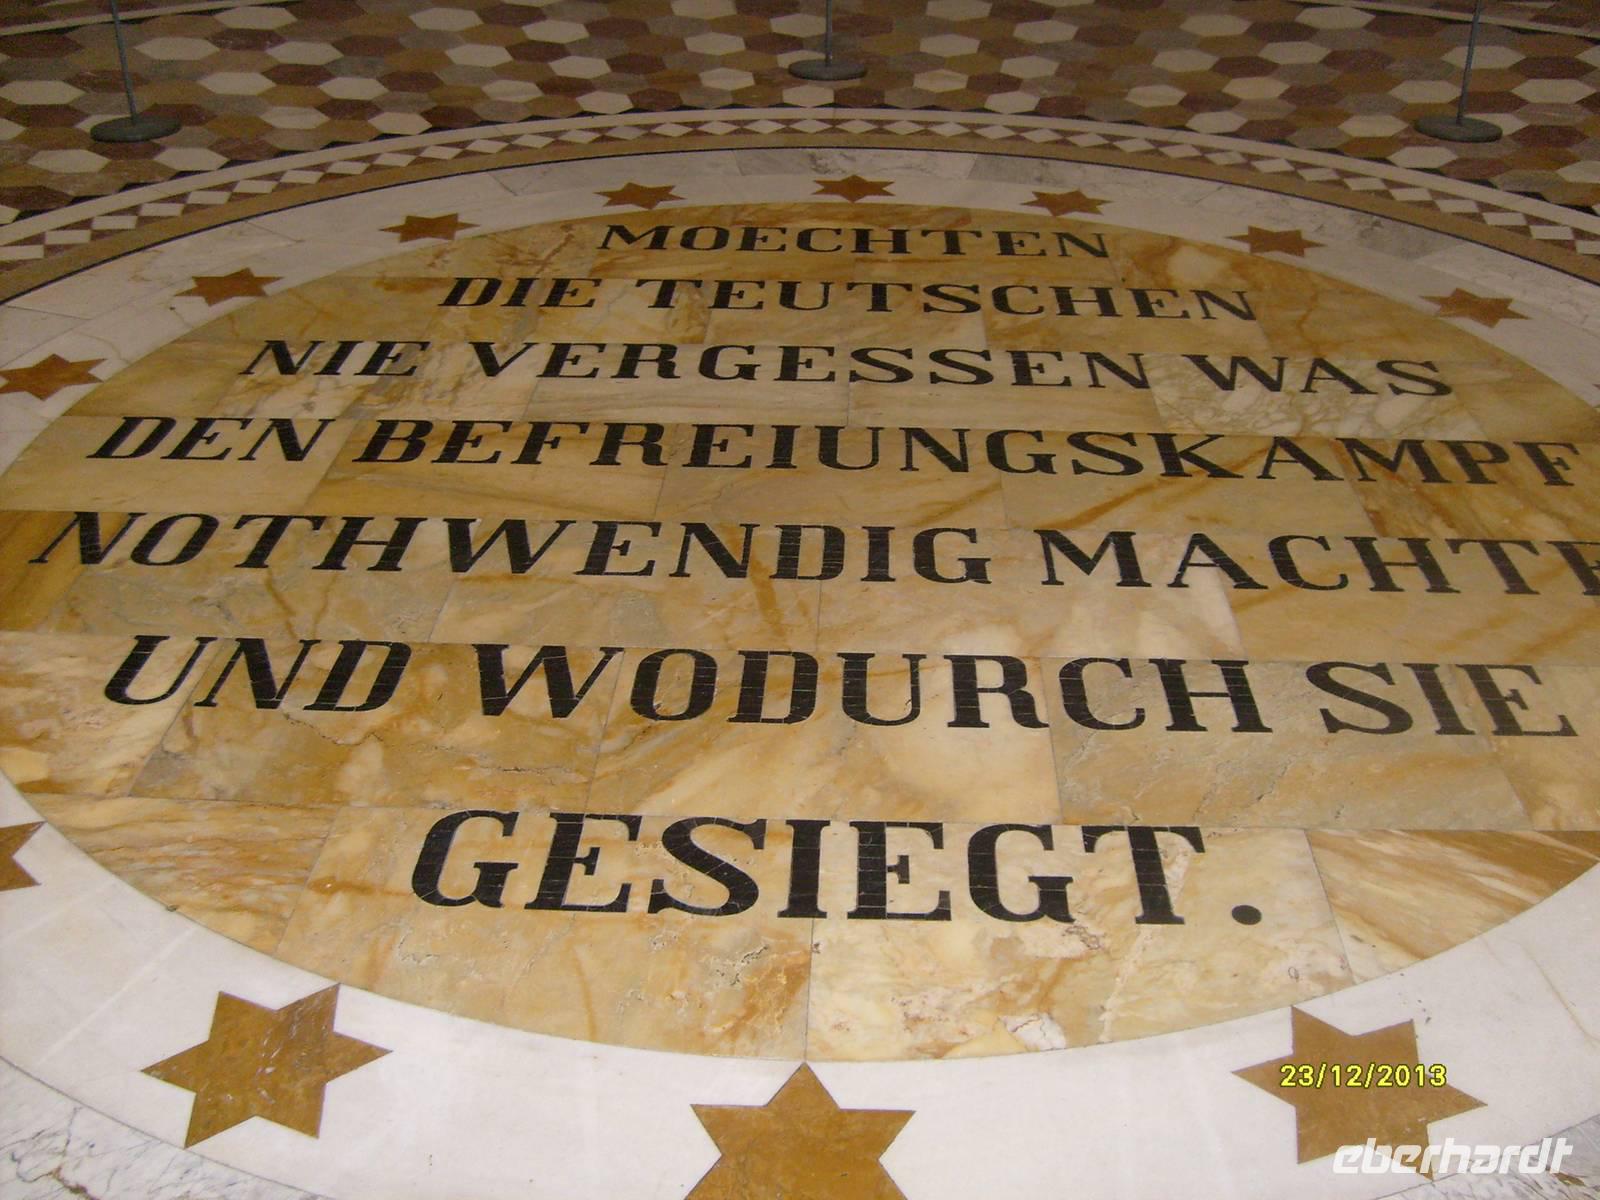 MOECHTEN
DIE TEUTSCHEN
NIE VERGESSEN WAS
DEN BEFREIUNGSKAMPF
NOTHWENDIG MACHTE
UND WODURCH SIE
GESIEGT.
23/12/2013
eberhardt